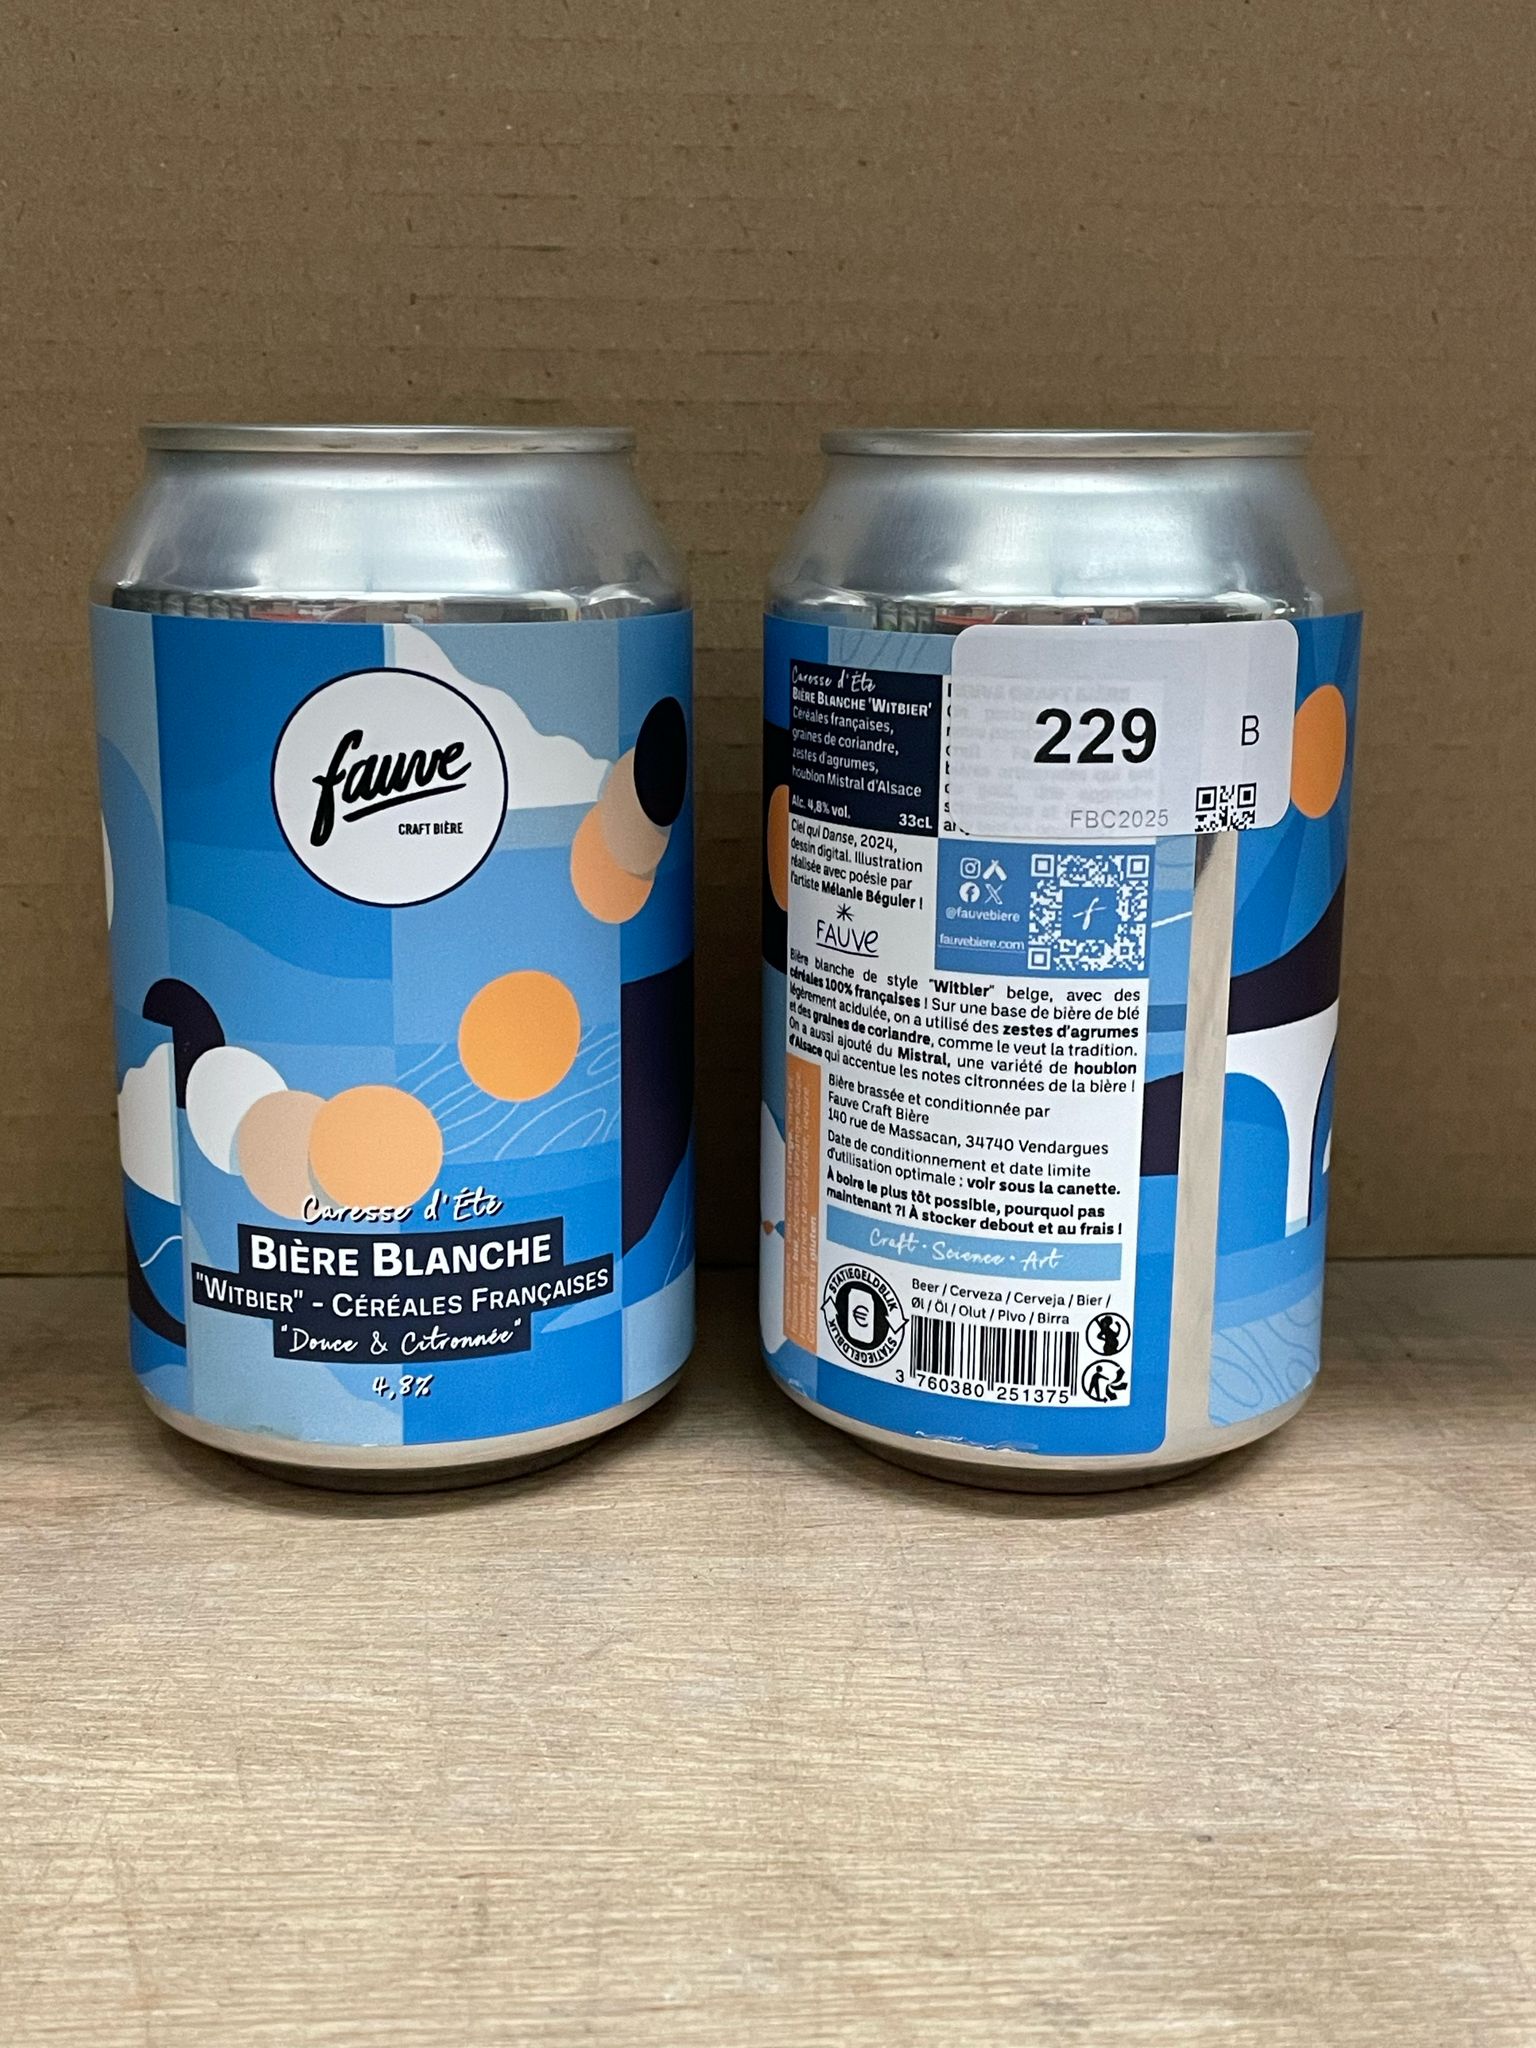 fauve
CRAFT BIÈRE
Caresse d'Été
BIÈRE BLANCHE
"WITBIER" - CÉRÉALES FRANÇAISES
"Douce & Citronnée"
4,8%
Caresse d'Été
BIÈRE BLANCHE 'WITBIER'
Céréales françaises,
graines de coriandre,
zestes d'agrumes,
houblon Mistral d'Alsace
Alc. 4,8% vol.
33cL
229
B
FBC2025
Ciel qui Danse, 2024,
dessin digital. Illustration
réalisée avec poésie par
l'artiste Mélanie Béguler !
FAUVE
@fauvebiere
fauvebiere.com
Bière blanche de style "Witbier" belge, avec des
céréales 100% françaises ! Sur une base de bière de blé
légèrement acidulée, on a utilisé des zestes d'agrumes
et des graines de coriandre, comme le veut la tradition.
On a aussi ajouté du Mistral, une variété de houblon
d'Alsace qui accentue les notes citronnées de la bière !
Bière brassée et conditionnée par
Fauve Craft Bière
140 rue de Massacan, 34740 Vendargues
Date de conditionnement et date limite
d'utilisation optimale : voir sous la canette.
À boire le plus tôt possible, pourquoi pas
maintenant ?! À stocker debout et au frais !
Craft · Science · Art
STATIEGELDBLIK
€
STATIEGELDBLIK
Beer / Cerveza / Cerveja / Bier /
Øl / Öl / Olut / Pivo / Birra
3 760380 251375